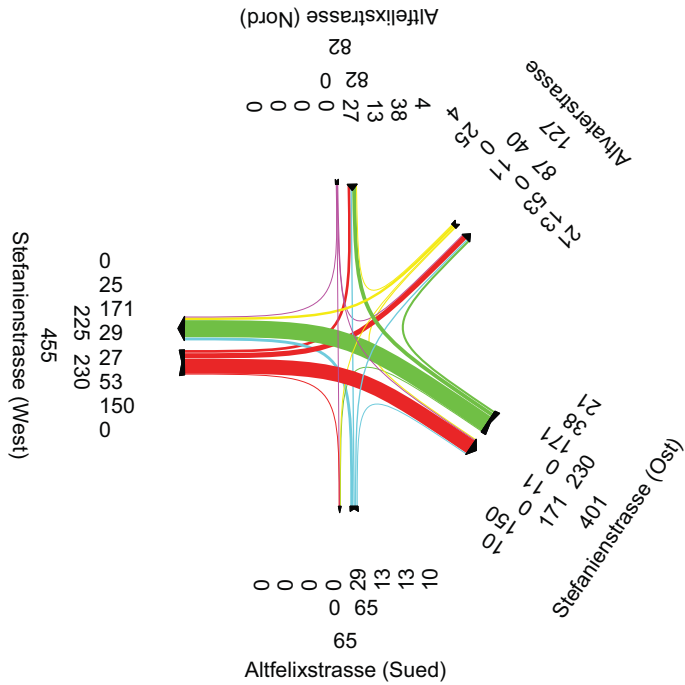 Altfelixstrasse (Nord)
82
82 0
0 0 0 0 27 13 38 4
Altvaterstrasse
127
87 40
4 25 0 11 0 53 13 21
Stefanienstrasse (West)
455
225 230
0 25 171 29 27 53 150 0
21 38 171 0 11 0 150 10
230 171
401
Stefanienstrasse (Ost)
0 0 0 0 29 13 13 10
0 65
65
Altfelixstrasse (Sued)